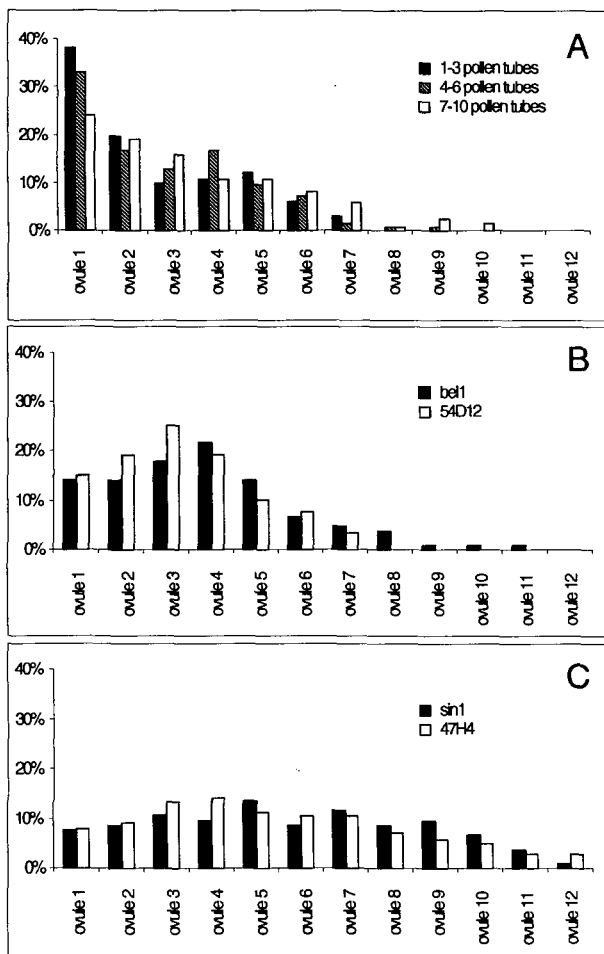 A
40%
30%
20%
10%
0%
1-3 pollen tubes
4-6 pollen tubes
7-10 pollen tubes
ovule 1
ovule 2
ovule 3
ovule 4
ovule 5
ovule 6
ovule 7
ovule 8
ovule 9
ovule 10
ovule 11
ovule 12
B
40%
30%
20%
10%
0%
bel1
54D12
ovule 1
ovule 2
ovule 3
ovule 4
ovule 5
ovule 6
ovule 7
ovule 8
ovule 9
ovule 10
ovule 11
ovule 12
C
40%
30%
20%
10%
0%
sin1
47H4
ovule 1
ovule 2
ovule 3
ovule 4
ovule 5
ovule 6
ovule 7
ovule 8
ovule 9
ovule 10
ovule 11
ovule 12